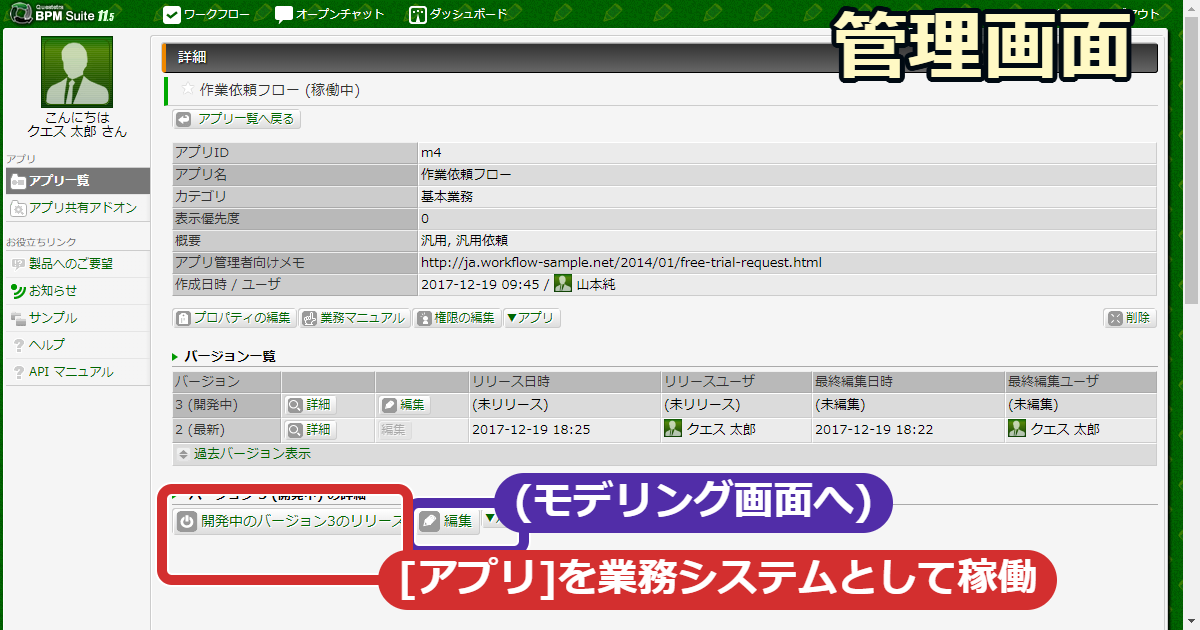 Questetra
BPM Suite 11.5
ワークフロー
オープンチャット
ダッシュボード
管理画面
こんにちは
クエス 太郎 さん
アプリ
アプリ一覧
アプリ共有アドオン
お役立ちリンク
製品へのご要望
お知らせ
サンプル
ヘルプ
API マニュアル
詳細
作業依頼フロー (稼働中)
アプリ一覧へ戻る
アプリID m4
アプリ名 作業依頼フロー
カテゴリ 基本業務
表示優先度 0
概要 汎用, 汎用依頼
アプリ管理者向けメモ http://ja.workflow-sample.net/2014/01/free-trial-request.html
作成日時 / ユーザ 2017-12-19 09:45 / 山本純
プロパティの編集 業務マニュアル 権限の編集 ▼アプリ 削除
バージョン一覧
バージョン リリース日時 リリースユーザ 最終編集日時 最終編集ユーザ
3 (開発中) 詳細 編集 (未リリース) (未リリース) (未編集) (未編集)
2 (最新) 詳細 編集 2017-12-19 18:25 クエス 太郎 2017-12-19 18:22 クエス 太郎
過去バージョン表示
バージョン 3 (開発中) の詳細
開発中のバージョン3のリリース 編集
(モデリング画面へ)
[アプリ]を業務システムとして稼働